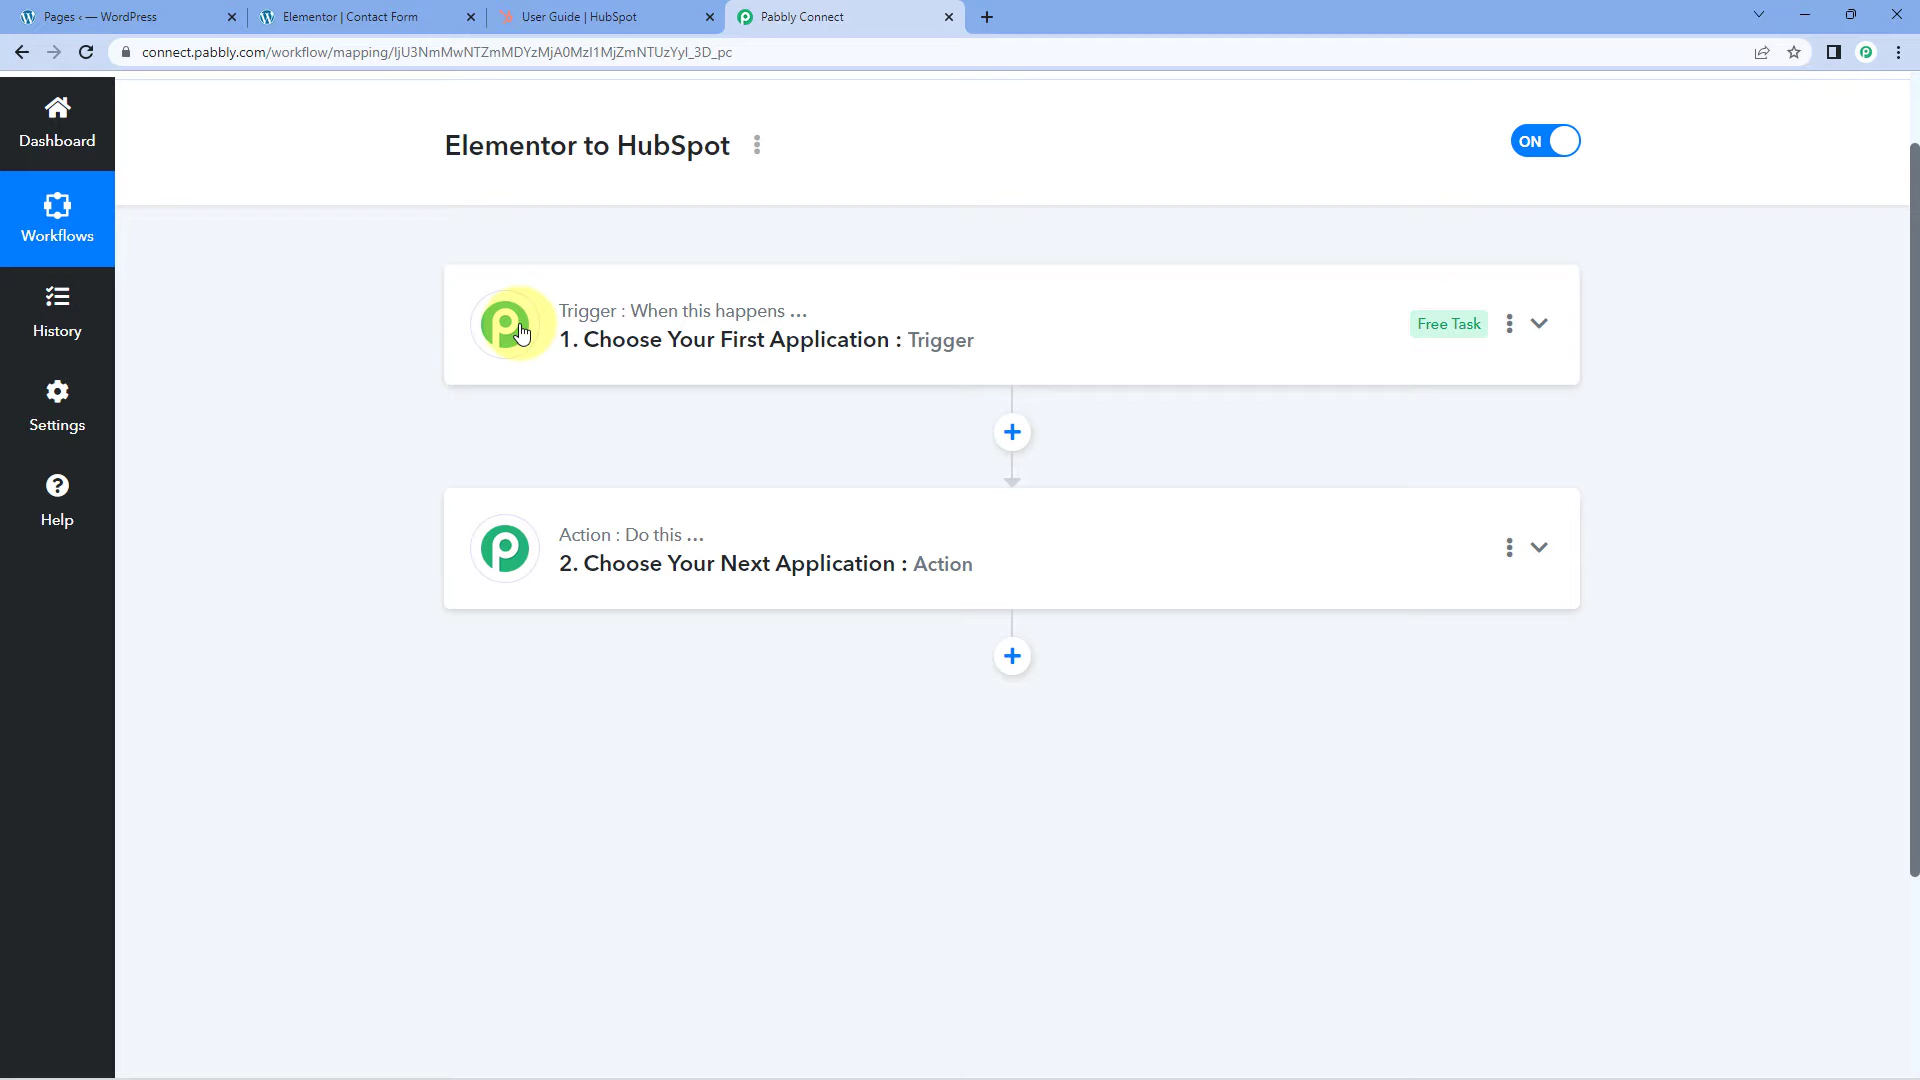 Pages ‹ — WordPress
Elementor | Contact Form
User Guide | HubSpot
Pabbly Connect
connect.pabbly.com/workflow/mapping/IjU3NmMwNTZmMDYzMjA0MzI1MjZmNTUzYyI_3D_pc
Dashboard
Workflows
History
Settings
Help
Elementor to HubSpot
ON
Trigger : When this happens ...
1. Choose Your First Application : Trigger
Free Task
Action : Do this ...
2. Choose Your Next Application : Action